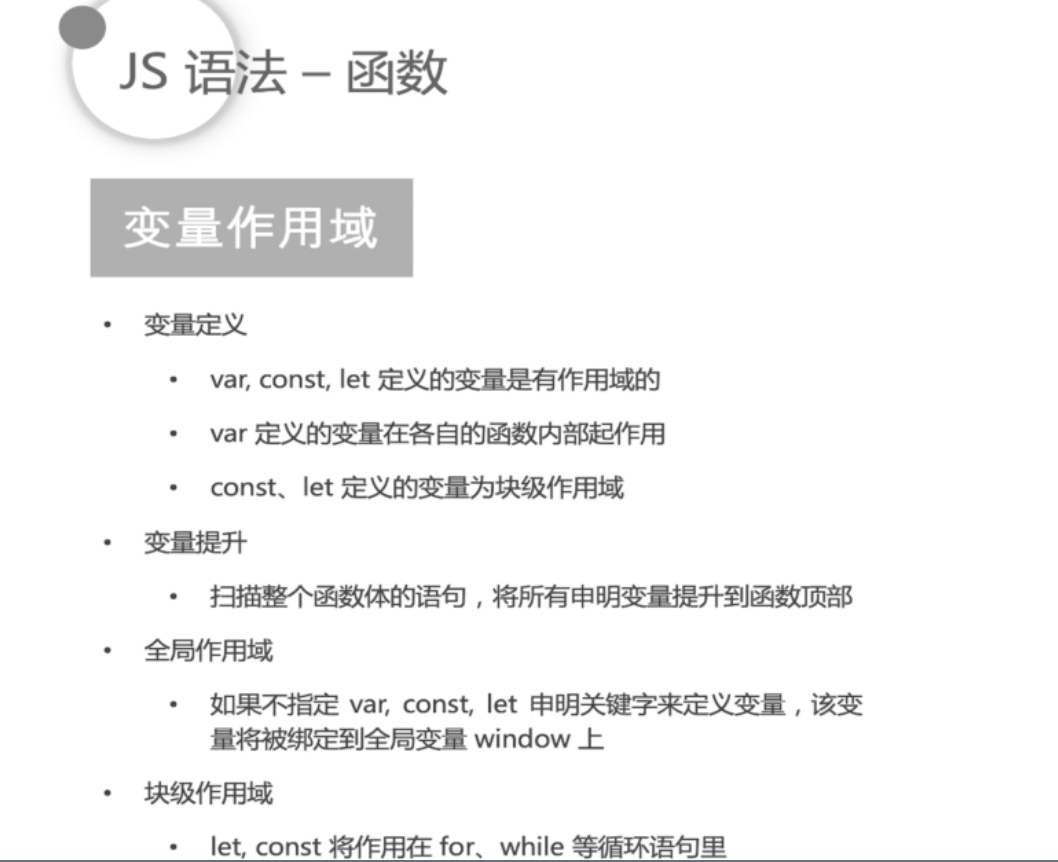 JS 语法 – 函数
变量作用域
• 变量定义
• var, const, let 定义的变量是有作用域的
• var 定义的变量在各自的函数内部起作用
• const、let 定义的变量为块级作用域
• 变量提升
• 扫描整个函数体的语句，将所有申明变量提升到函数顶部
• 全局作用域
• 如果不指定 var, const, let 申明关键字来定义变量，该变
量将被绑定到全局变量 window 上
• 块级作用域
• let, const 将作用在 for、while 等循环语句里